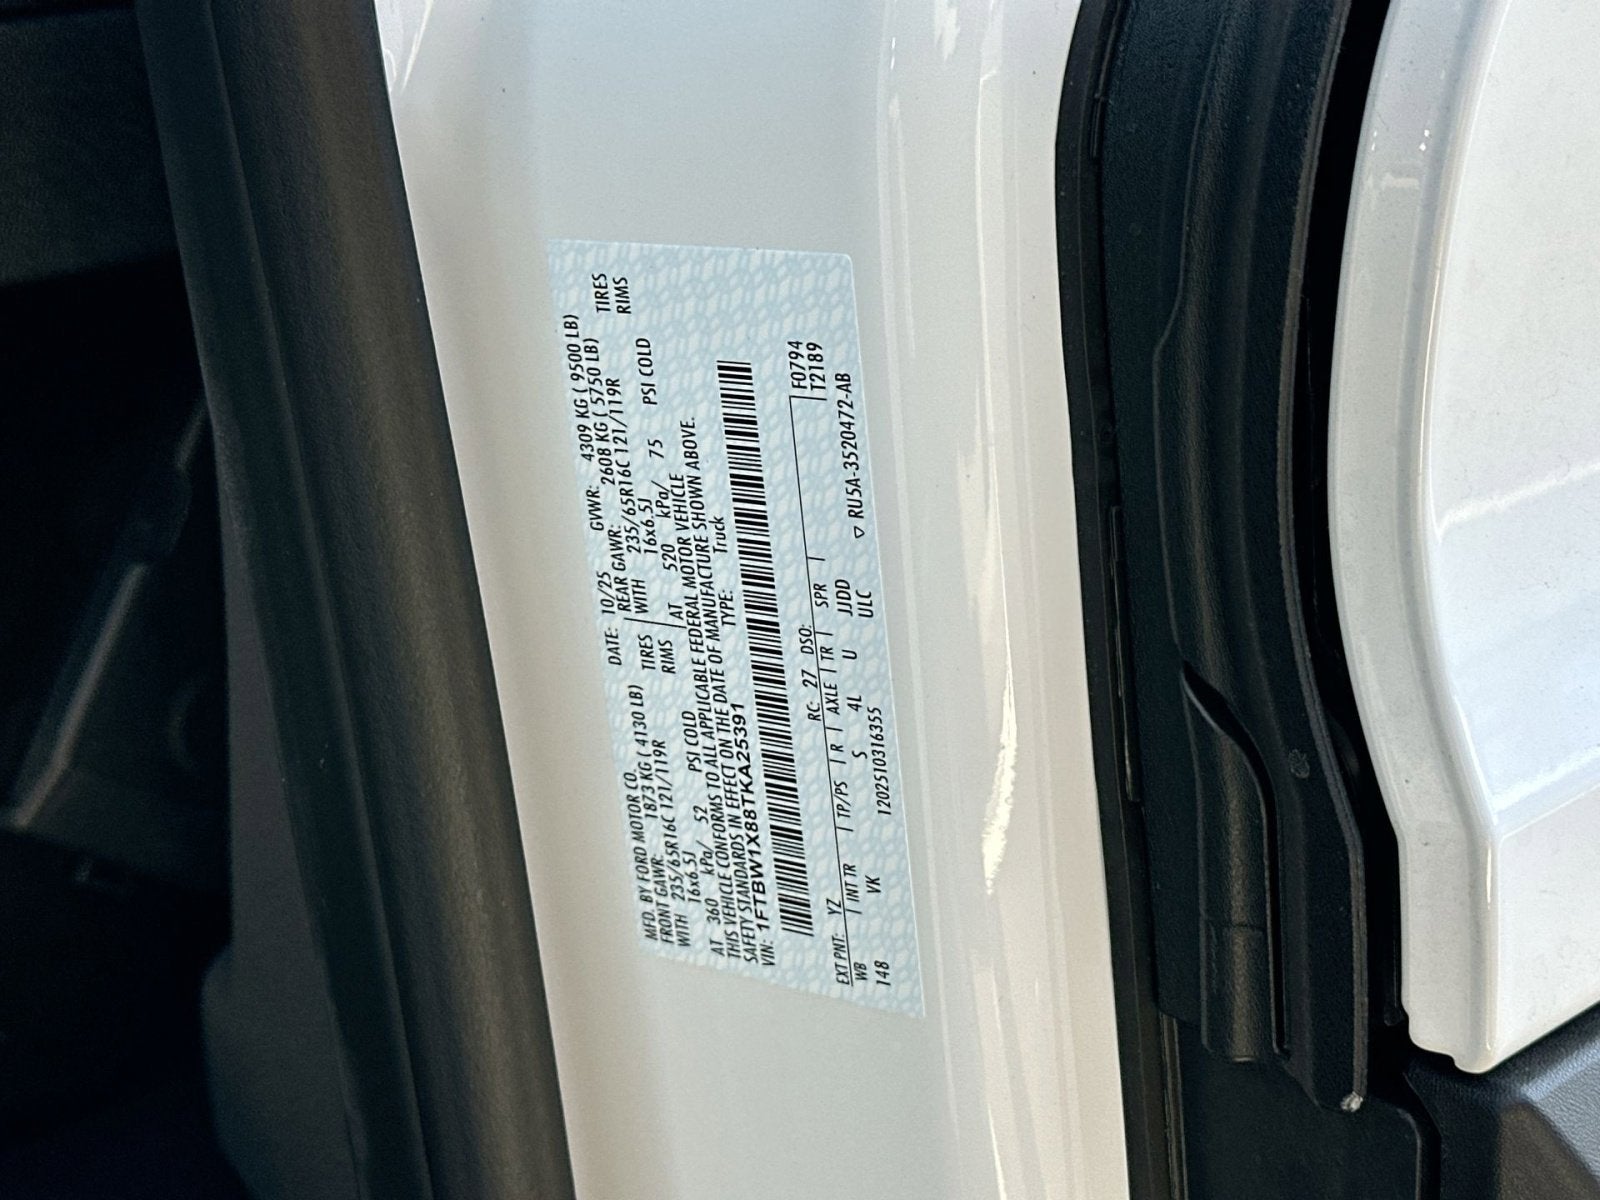 MFD. BY FORD MOTOR CO. DATE: 10/25 GVWR: 4309 KG ( 9500 LB)
FRONT GAWR: 1873 KG ( 4130 LB) REAR GAWR: 2608 KG ( 5750 LB)
WITH 235/65R16C 121/119R TIRES WITH 235/65R16C 121/119R TIRES
16x6.5J RIMS 16x6.5J RIMS
AT 360 kPa/ 52 PSI COLD AT 520 kPa/ 75 PSI COLD
THIS VEHICLE CONFORMS TO ALL APPLICABLE FEDERAL MOTOR VEHICLE
SAFETY STANDARDS IN EFFECT ON THE DATE OF MANUFACTURE SHOWN ABOVE.
VIN: 1FTBW1X88TKA25391 TYPE: Truck
F0794
EXT PNT: YZ RC: 27 DSO: T2189
WB INT TR TP/PS R AXLE TR SPR
148 VK S 4L U JJDD
1202510316355 ULC ▽ RU5A-3520472-AB